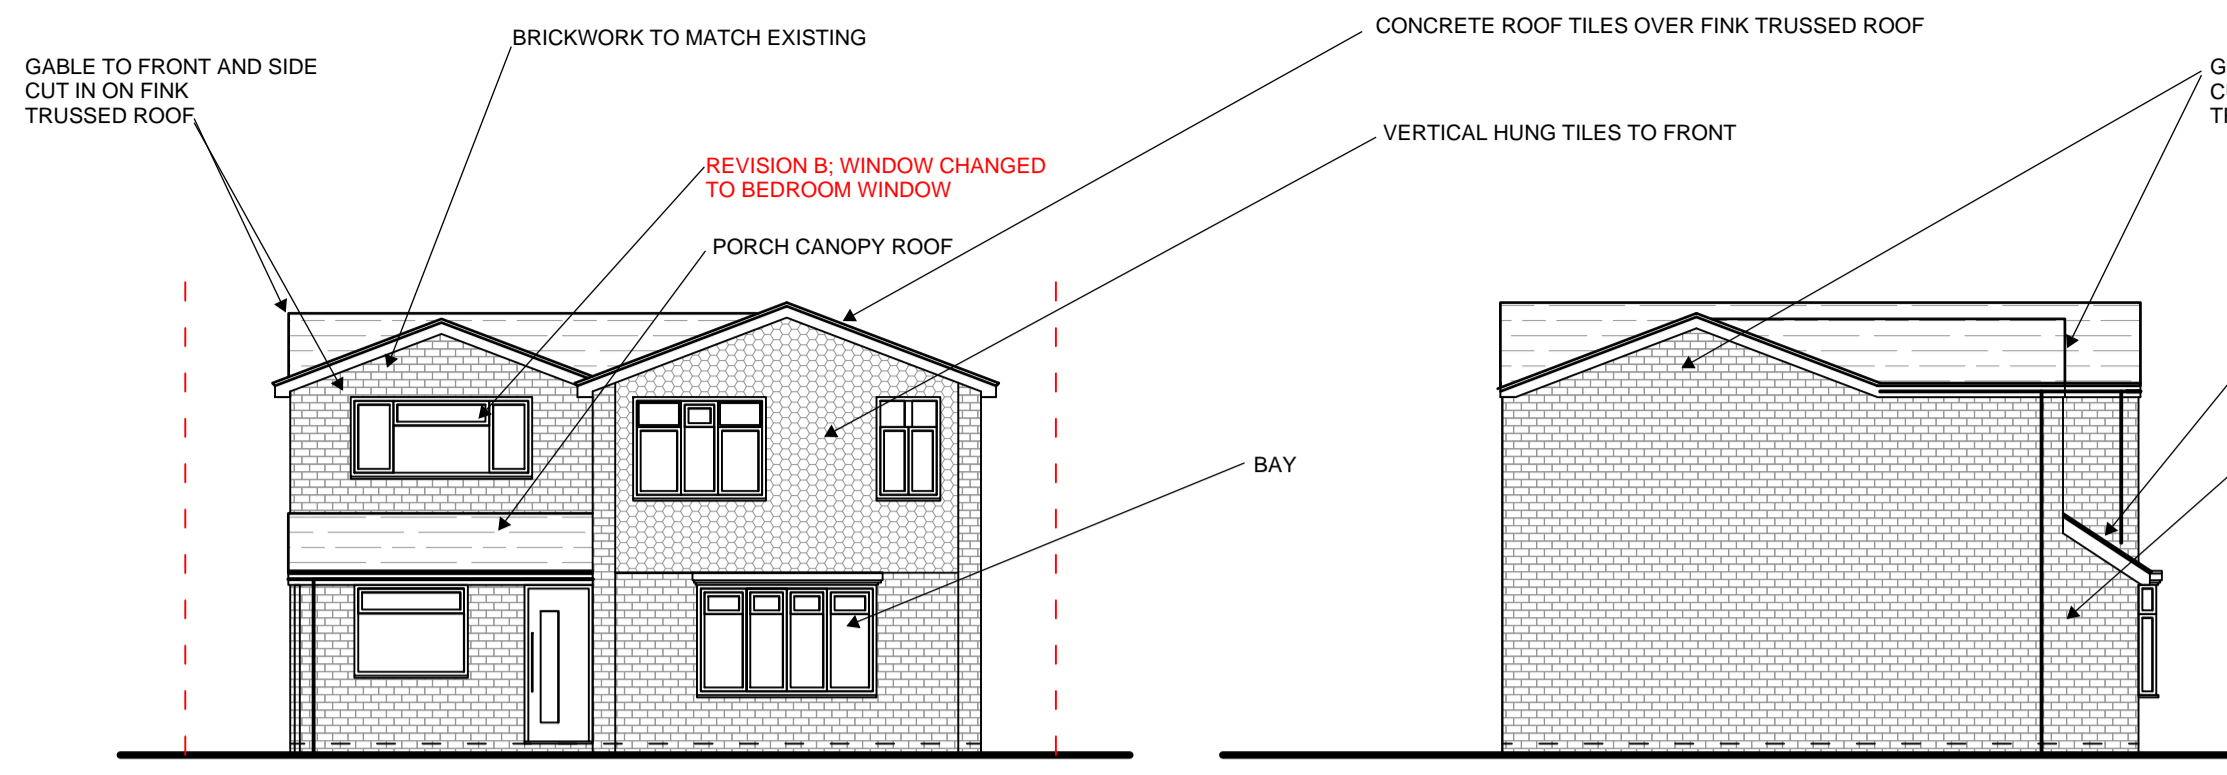 CONCRETE ROOF TILES OVER FINK TRUSSED ROOF
BRICKWORK TO MATCH EXISTING
GABLE TO FRONT AND SIDE
CUT IN ON FINK
TRUSSED ROOF
VERTICAL HUNG TILES TO FRONT
REVISION B; WINDOW CHANGED
TO BEDROOM WINDOW
PORCH CANOPY ROOF
BAY